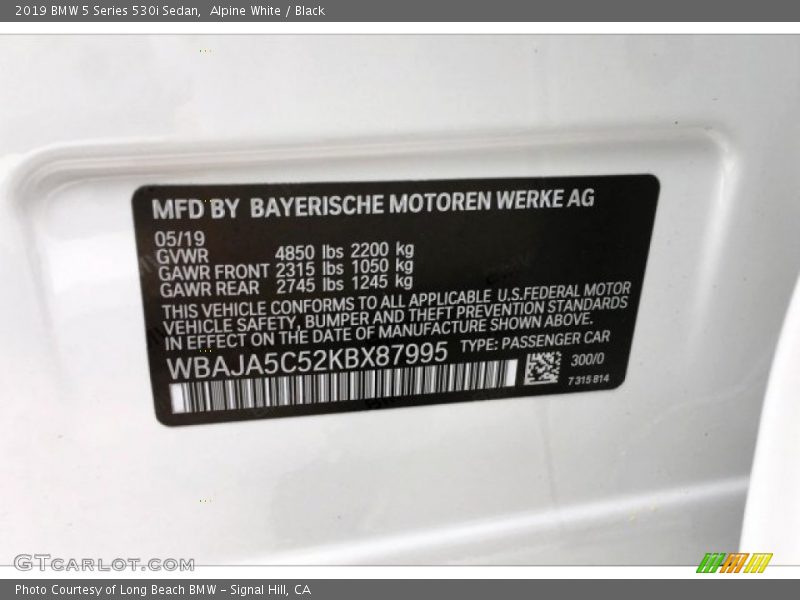 2019 BMW 5 Series 530i Sedan, Alpine White / Black
MFD BY BAYERISCHE MOTOREN WERKE AG
05/19
GVWR 4850 lbs 2200 kg
GAWR FRONT 2315 lbs 1050 kg
GAWR REAR 2745 lbs 1245 kg
THIS VEHICLE CONFORMS TO ALL APPLICABLE U.S.FEDERAL MOTOR
VEHICLE SAFETY, BUMPER AND THEFT PREVENTION STANDARDS
IN EFFECT ON THE DATE OF MANUFACTURE SHOWN ABOVE.
WBAJA5C52KBX87995 TYPE: PASSENGER CAR
300/0
7 315 814
GTCARLOT.COM
Photo Courtesy of Long Beach BMW - Signal Hill, CA